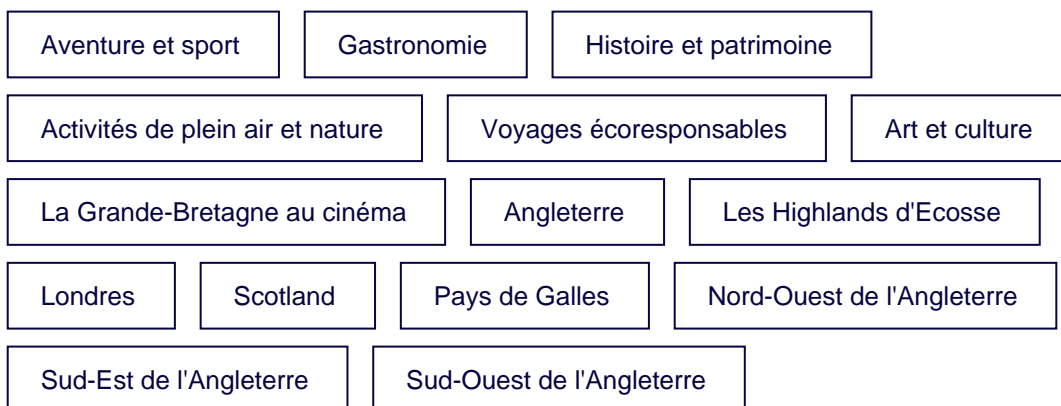 Aventure et sport Gastronomie Histoire et patrimoine
Activités de plein air et nature Voyages écoresponsables Art et culture
La Grande-Bretagne au cinéma Angleterre Les Highlands d'Ecosse
Londres Scotland Pays de Galles Nord-Ouest de l'Angleterre
Sud-Est de l'Angleterre Sud-Ouest de l'Angleterre